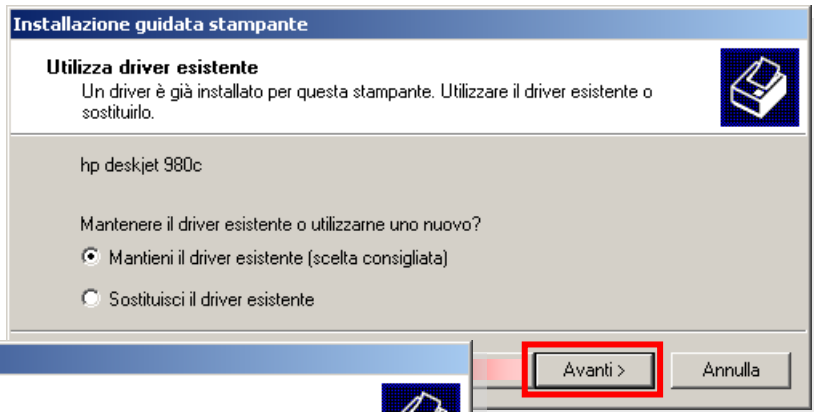 Installazione guidata stampante
Utilizza driver esistente
Un driver è già installato per questa stampante. Utilizzare il driver esistente o
sostituirlo.
hp deskjet 980c
Mantenere il driver esistente o utilizzarne uno nuovo?
Mantieni il driver esistente (scelta consigliata)
Sostituisci il driver esistente
Avanti >
Annulla